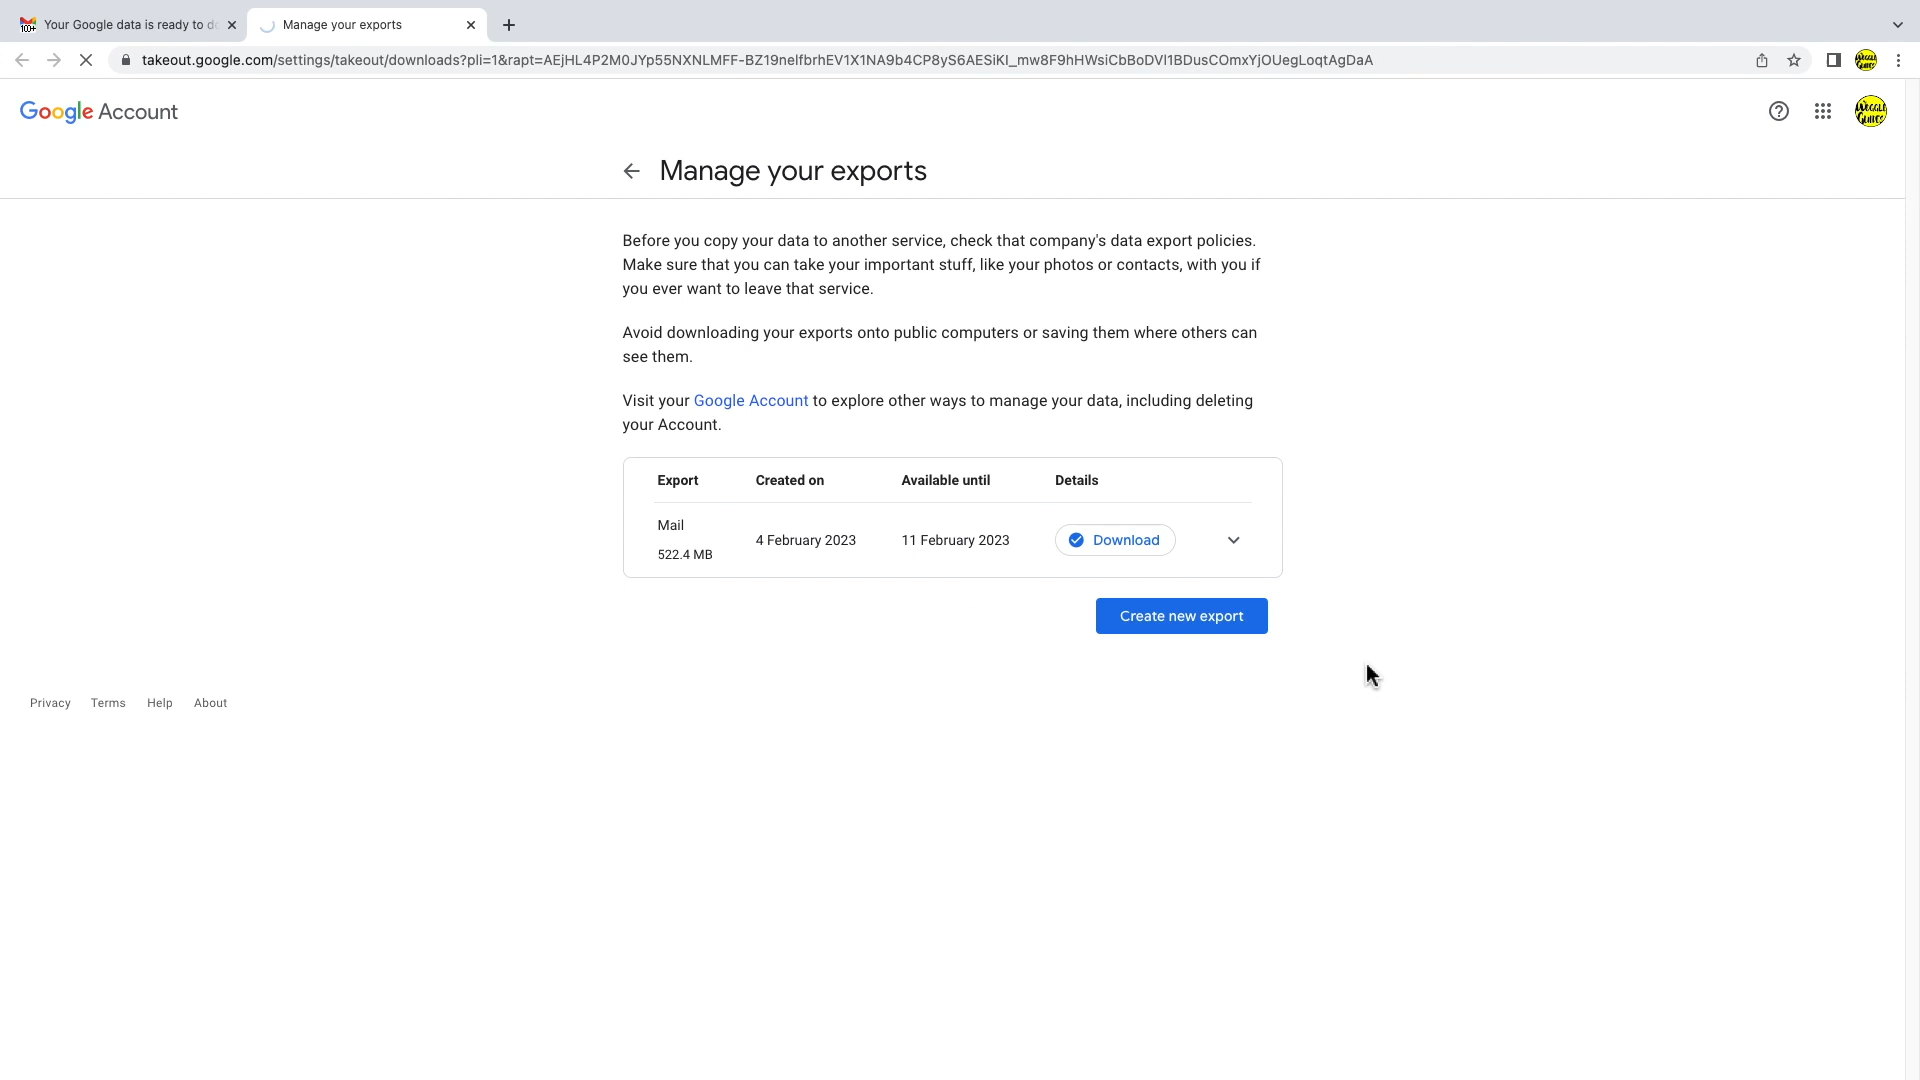 Your Google data is ready to do
Manage your exports
takeout.google.com/settings/takeout/downloads?pli=1&rapt=AEjHL4P2M0JYp55NXNLMFF-BZ19nelfbrhEV1X1NA9b4CP8yS6AESiKI_mw8F9hHWsiCbBoDVl1BDusCOmxYjOUegLoqtAgDaA
Google Account
Manage your exports
Before you copy your data to another service, check that company's data export policies.
Make sure that you can take your important stuff, like your photos or contacts, with you if
you ever want to leave that service.
Avoid downloading your exports onto public computers or saving them where others can
see them.
Visit your Google Account to explore other ways to manage your data, including deleting
your Account.
Export Created on Available until Details
Mail
522.4 MB
4 February 2023 11 February 2023 Download
Create new export
Privacy Terms Help About